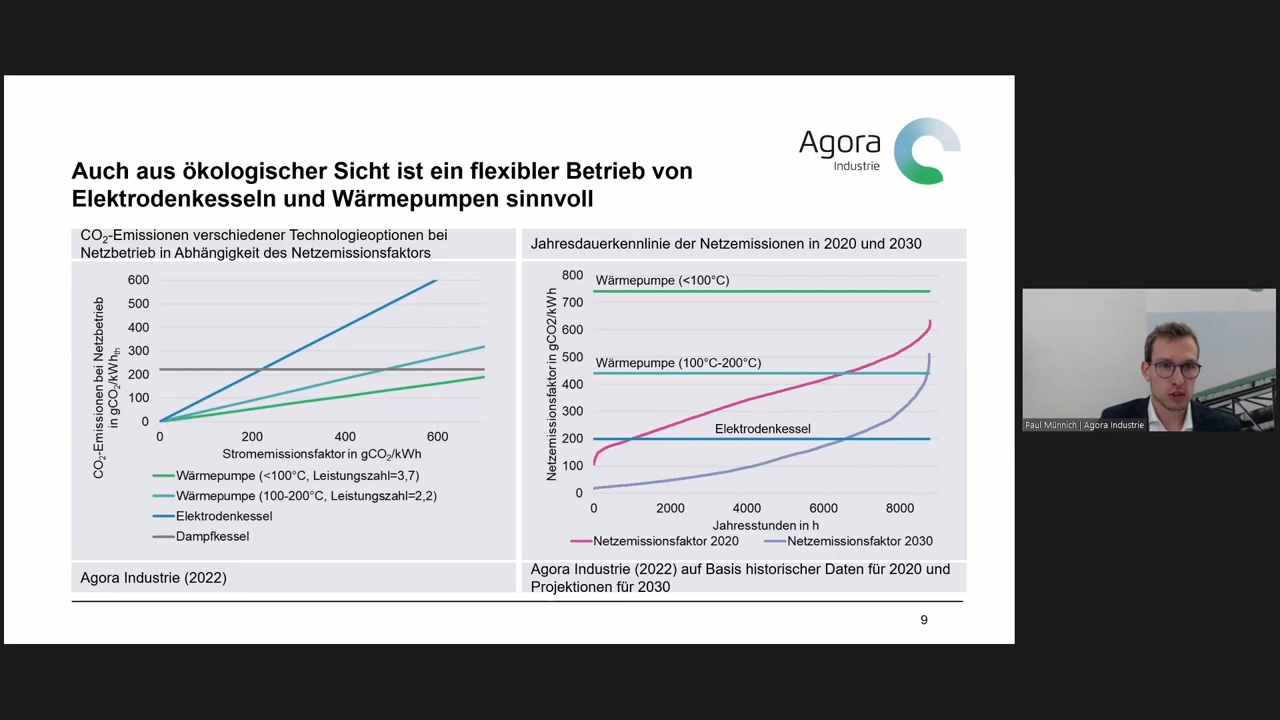 Agora
Industrie
Auch aus ökologischer Sicht ist ein flexibler Betrieb von
Elektrodenkesseln und Wärmepumpen sinnvoll
CO₂-Emissionen verschiedener Technologieoptionen bei
Netzbetrieb in Abhängigkeit des Netzemissionsfaktors
CO₂-Emissionen bei Netzbetrieb
in gCO₂/kWhₜₕ
600
500
400
300
200
100
0
0 200 400 600
Stromemissionsfaktor in gCO₂/kWh
Wärmepumpe (<100°C, Leistungszahl=3,7)
Wärmepumpe (100-200°C, Leistungszahl=2,2)
Elektrodenkessel
Dampfkessel
Agora Industrie (2022)
Jahresdauerkennlinie der Netzemissionen in 2020 und 2030
Netzemissionsfaktor in gCO2/kWh
800
700
600
500
400
300
200
100
0
Wärmepumpe (<100°C)
Wärmepumpe (100°C-200°C)
Elektrodenkessel
0 2000 4000 6000 8000
Jahresstunden in h
Netzemissionsfaktor 2020 Netzemissionsfaktor 2030
Agora Industrie (2022) auf Basis historischer Daten für 2020 und
Projektionen für 2030
9
Paul Münnich | Agora Industrie